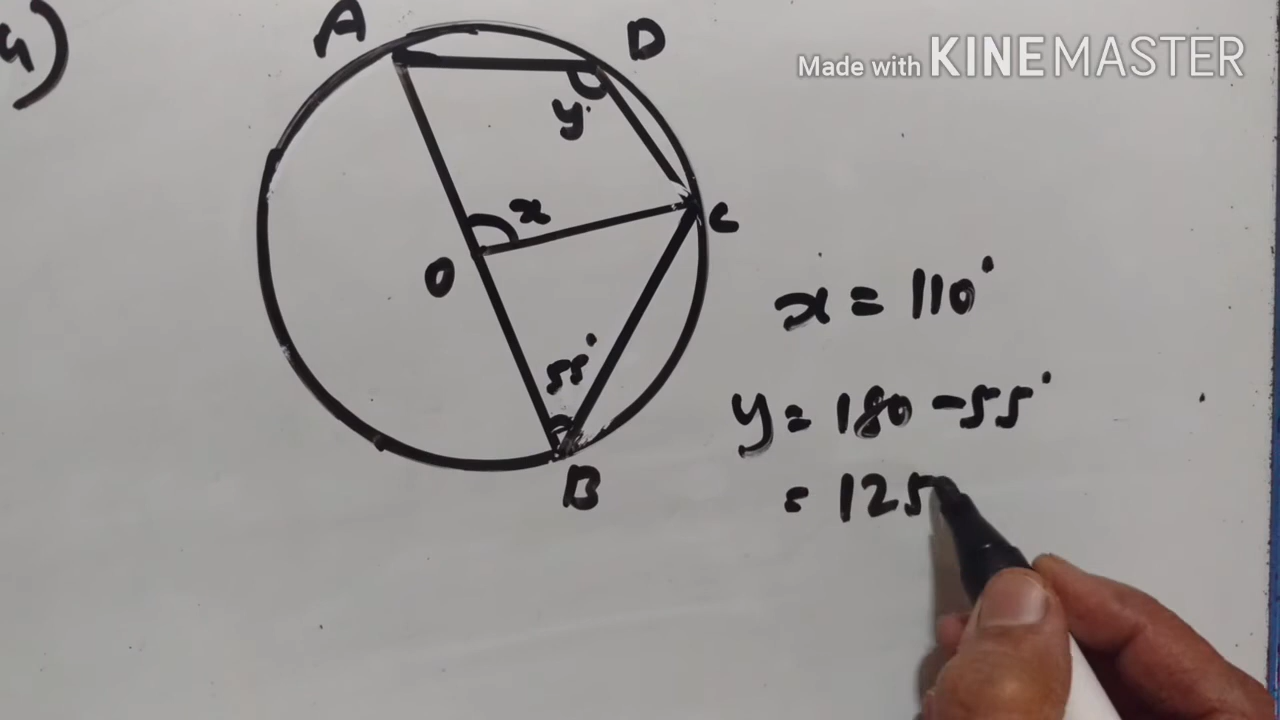 4)
A
D
Made with KINEMASTER
y°
x
C
O
x = 110°
55°
y = 180 - 55°
B
= 125